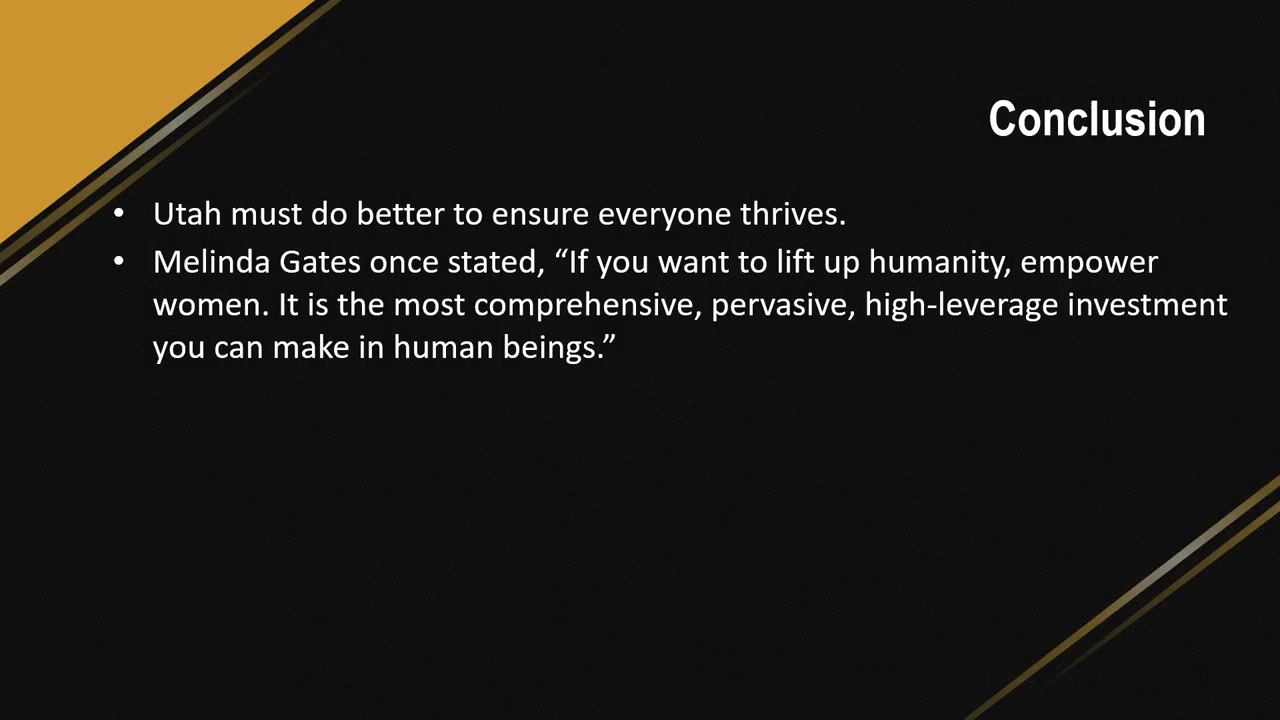 Conclusion
• Utah must do better to ensure everyone thrives.
• Melinda Gates once stated, “If you want to lift up humanity, empower
women. It is the most comprehensive, pervasive, high-leverage investment
you can make in human beings.”